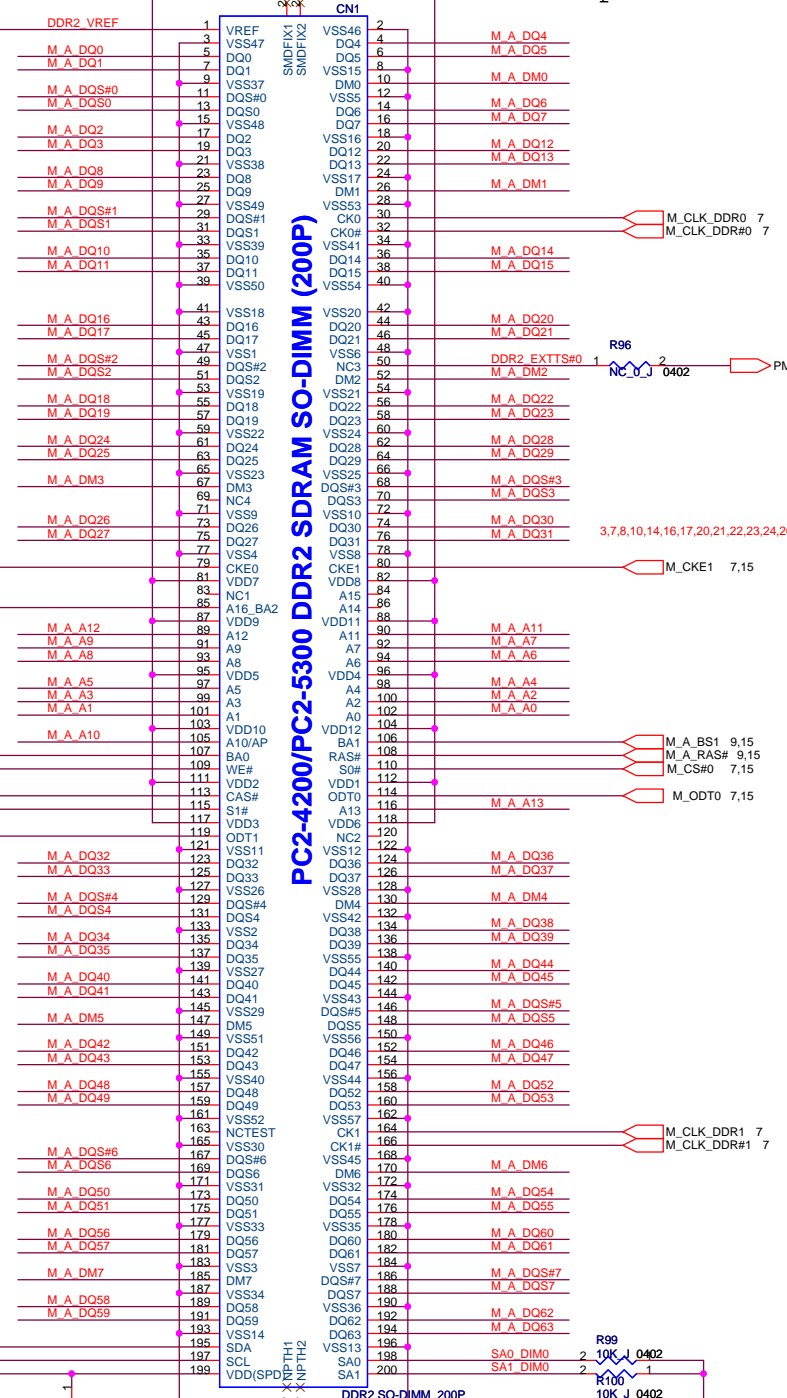 CN1
DDR2_VREF 1 VREF VSS46 2
3 VSS47 DQ4 4 M_A_DQ4
M_A_DQ0 5 DQ0 DQ5 6 M_A_DQ5
M_A_DQ1 7 DQ1 VSS15 8
9 VSS37 DM0 10 M_A_DM0
M_A_DQS#0 11 DQS#0 VSS5 12
M_A_DQS0 13 DQS0 DQ6 14 M_A_DQ6
15 VSS48 DQ7 16 M_A_DQ7
M_A_DQ2 17 DQ2 VSS16 18
M_A_DQ3 19 DQ3 DQ12 20 M_A_DQ12
21 VSS38 DQ13 22 M_A_DQ13
M_A_DQ8 23 DQ8 VSS17 24
M_A_DQ9 25 DQ9 DM1 26 M_A_DM1
27 VSS49 VSS53 28
M_A_DQS#1 29 DQS#1 CK0 30 M_CLK_DDR0 7
M_A_DQS1 31 DQS1 CK0# 32 M_CLK_DDR#0 7
33 VSS39 VSS41 34
M_A_DQ10 35 DQ10 DQ14 36 M_A_DQ14
M_A_DQ11 37 DQ11 DQ15 38 M_A_DQ15
39 VSS50 VSS54 40
41 VSS18 VSS20 42
M_A_DQ16 43 DQ16 DQ20 44 M_A_DQ20
M_A_DQ17 45 DQ17 DQ21 46 M_A_DQ21
47 VSS1 VSS6 48 R96
M_A_DQS#2 49 DQS#2 NC3 50 DDR2_EXTTS#0 1 2 PM
M_A_DQS2 51 DQS2 DM2 52 M_A_DM2 NC_0_J 0402
53 VSS19 VSS21 54
M_A_DQ18 55 DQ18 DQ22 56 M_A_DQ22
M_A_DQ19 57 DQ19 DQ23 58 M_A_DQ23
59 VSS22 VSS24 60
M_A_DQ24 61 DQ24 DQ28 62 M_A_DQ28
M_A_DQ25 63 DQ25 DQ29 64 M_A_DQ29
65 VSS23 VSS25 66
M_A_DM3 67 DM3 DQS#3 68 M_A_DQS#3
69 NC4 DQS3 70 M_A_DQS3
71 VSS9 VSS10 72
M_A_DQ26 73 DQ26 DQ30 74 M_A_DQ30
M_A_DQ27 75 DQ27 DQ31 76 M_A_DQ31 3,7,8,10,14,16,17,20,21,22,23,24,26
77 VSS4 VSS8 78
79 CKE0 CKE1 80 M_CKE1 7,15
81 VDD7 VDD8 82
83 NC1 A15 84
85 A16_BA2 A14 86
87 VDD9 VDD11 88
M_A_A12 89 A12 A11 90 M_A_A11
M_A_A9 91 A9 A7 92 M_A_A7
M_A_A8 93 A8 A6 94 M_A_A6
95 VDD5 VDD4 96
M_A_A5 97 A5 A4 98 M_A_A4
M_A_A3 99 A3 A2 100 M_A_A2
M_A_A1 101 A1 A0 102 M_A_A0
103 VDD10 VDD12 104
M_A_A10 105 A10/AP BA1 106 M_A_BS1 9,15
107 BA0 RAS# 108 M_A_RAS# 9,15
109 WE# S0# 110 M_CS#0 7,15
111 VDD2 VDD1 112
113 CAS# ODT0 114 M_ODT0 7,15
115 S1# A13 116 M_A_A13
117 VDD3 VDD6 118
119 ODT1 NC2 120
121 VSS11 VSS12 122
M_A_DQ32 123 DQ32 DQ36 124 M_A_DQ36
M_A_DQ33 125 DQ33 DQ37 126 M_A_DQ37
127 VSS26 VSS28 128
M_A_DQS#4 129 DQS#4 DM4 130 M_A_DM4
M_A_DQS4 131 DQS4 VSS42 132
133 VSS2 DQ38 134 M_A_DQ38
M_A_DQ34 135 DQ34 DQ39 136 M_A_DQ39
M_A_DQ35 137 DQ35 VSS55 138
139 VSS27 DQ44 140 M_A_DQ44
M_A_DQ40 141 DQ40 DQ45 142 M_A_DQ45
M_A_DQ41 143 DQ41 VSS43 144
145 VSS29 DQS#5 146 M_A_DQS#5
M_A_DM5 147 DM5 DQS5 148 M_A_DQS5
149 VSS51 VSS56 150
M_A_DQ42 151 DQ42 DQ46 152 M_A_DQ46
M_A_DQ43 153 DQ43 DQ47 154 M_A_DQ47
155 VSS40 VSS44 156
M_A_DQ48 157 DQ48 DQ52 158 M_A_DQ52
M_A_DQ49 159 DQ49 DQ53 160 M_A_DQ53
161 VSS52 VSS57 162
163 NCTEST CK1 164 M_CLK_DDR1 7
165 VSS30 CK1# 166 M_CLK_DDR#1 7
M_A_DQS#6 167 DQS#6 VSS45 168
M_A_DQS6 169 DQS6 DM6 170 M_A_DM6
171 VSS31 VSS32 172
M_A_DQ50 173 DQ50 DQ54 174 M_A_DQ54
M_A_DQ51 175 DQ51 DQ55 176 M_A_DQ55
177 VSS33 VSS35 178
M_A_DQ56 179 DQ56 DQ60 180 M_A_DQ60
M_A_DQ57 181 DQ57 DQ61 182 M_A_DQ61
183 VSS3 VSS7 184
M_A_DM7 185 DM7 DQS#7 186 M_A_DQS#7
187 VSS34 DQS7 188 M_A_DQS7
M_A_DQ58 189 DQ58 VSS36 190
M_A_DQ59 191 DQ59 DQ62 192 M_A_DQ62
193 VSS14 DQ63 194 M_A_DQ63
195 SDA VSS13 196 R99
197 SCL SA0 198 SA0_DIM0 2 10K_J 0402
199 VDD(SPD) SA1 200 SA1_DIM0 2 1
R100
1 DDR2 SO-DIMM_200P 10K_J 0402
SMDFIX1
SMDFIX2
PC2-4200/PC2-5300 DDR2 SDRAM SO-DIMM (200P)
NPTH1
NPTH2